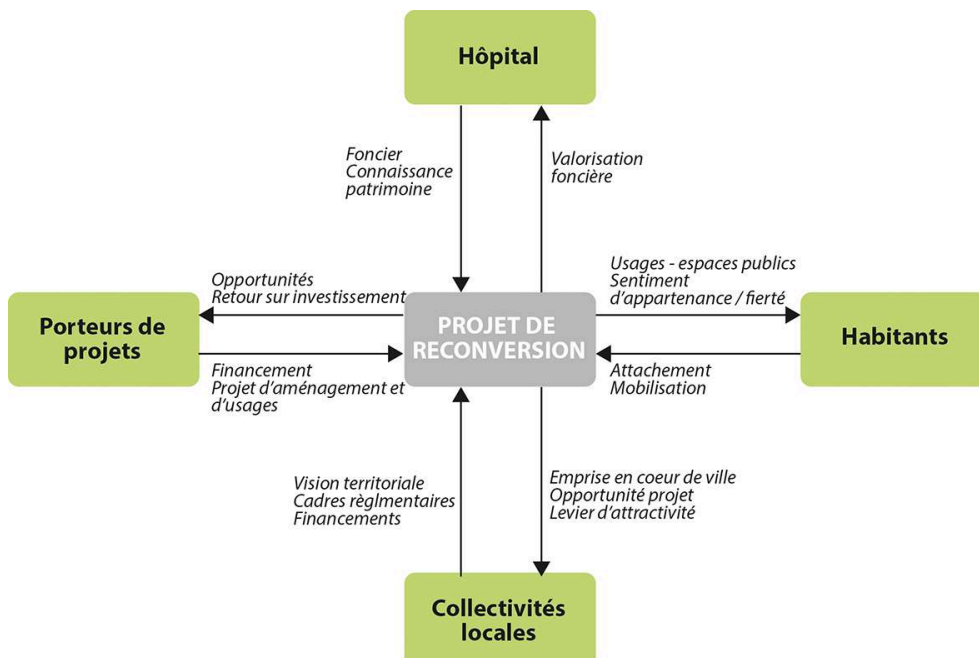 Hôpital
Foncier
Connaissance
patrimoine
Valorisation
foncière
Opportunités
Retour sur investissement
Usages - espaces publics
Sentiment
d'appartenance / fierté
Porteurs de
projets
PROJET DE
RECONVERSION
Habitants
Financement
Projet d'aménagement et
d'usages
Attachement
Mobilisation
Vision territoriale
Cadres règlmentaires
Financements
Emprise en coeur de ville
Opportunité projet
Levier d'attractivité
Collectivités
locales